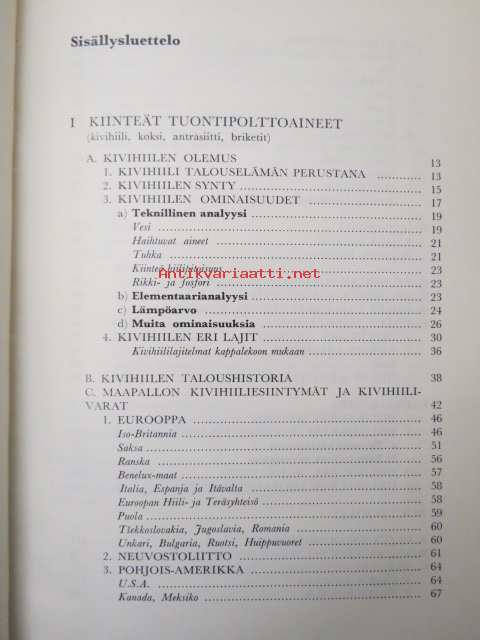 Sisällysluettelo
I KIINTEÄT TUONTIPOLTTOAINEET
(kivihiili, koksi, antrasiitti, briketit)
A. KIVIHIILEN OLEMUS 13
1. KIVIHIILI TALOUSELÄMÄN PERUSTANA 13
2. KIVIHIILEN SYNTY 15
3. KIVIHIILEN OMINAISUUDET 17
a) Teknillinen analyysi 19
Vesi 19
Haihtuvat aineet 21
Tuhka 21
Antikvariaatti.net
Kiinteä hiilipitoisuus 23
Rikki- ja fosfori 23
b) Elementaarianalyysi 23
c) Lämpöarvo 24
d) Muita ominaisuuksia 26
4. KIVIHIILEN ERI LAJIT 30
Kivihiililajitelmat kappalekoon mukaan 36
B. KIVIHIILEN TALOUSHISTORIA 38
C. MAAPALLON KIVIHIILIESIINTYMÄT JA KIVIHIILI-
VARAT 42
1. EUROOPPA 46
Iso-Britannia 46
Saksa 51
Ranska 56
Benelux-maat 57
Italia, Espanja ja Itävalta 58
Euroopan Hiili- ja Teräsyhteisö 58
Puola 59
Tšekkoslovakia, Jugoslavia, Romania 60
Unkari, Bulgaria, Ruotsi, Huippuvuoret 60
2. NEUVOSTOLIITTO 61
3. POHJOIS-AMERIKKA 64
U.S.A. 64
Kanada, Meksiko 67